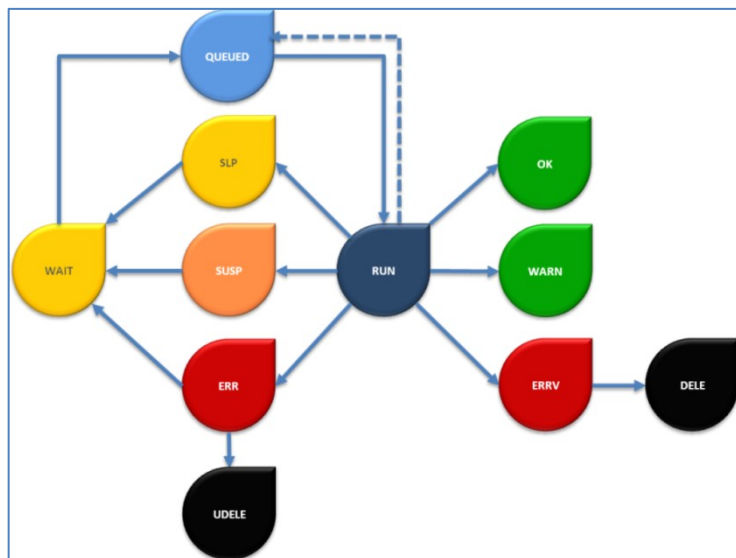 QUEUED
SLP
OK
WAIT
SUSP
RUN
WARN
ERR
ERRV
DELE
UDELE